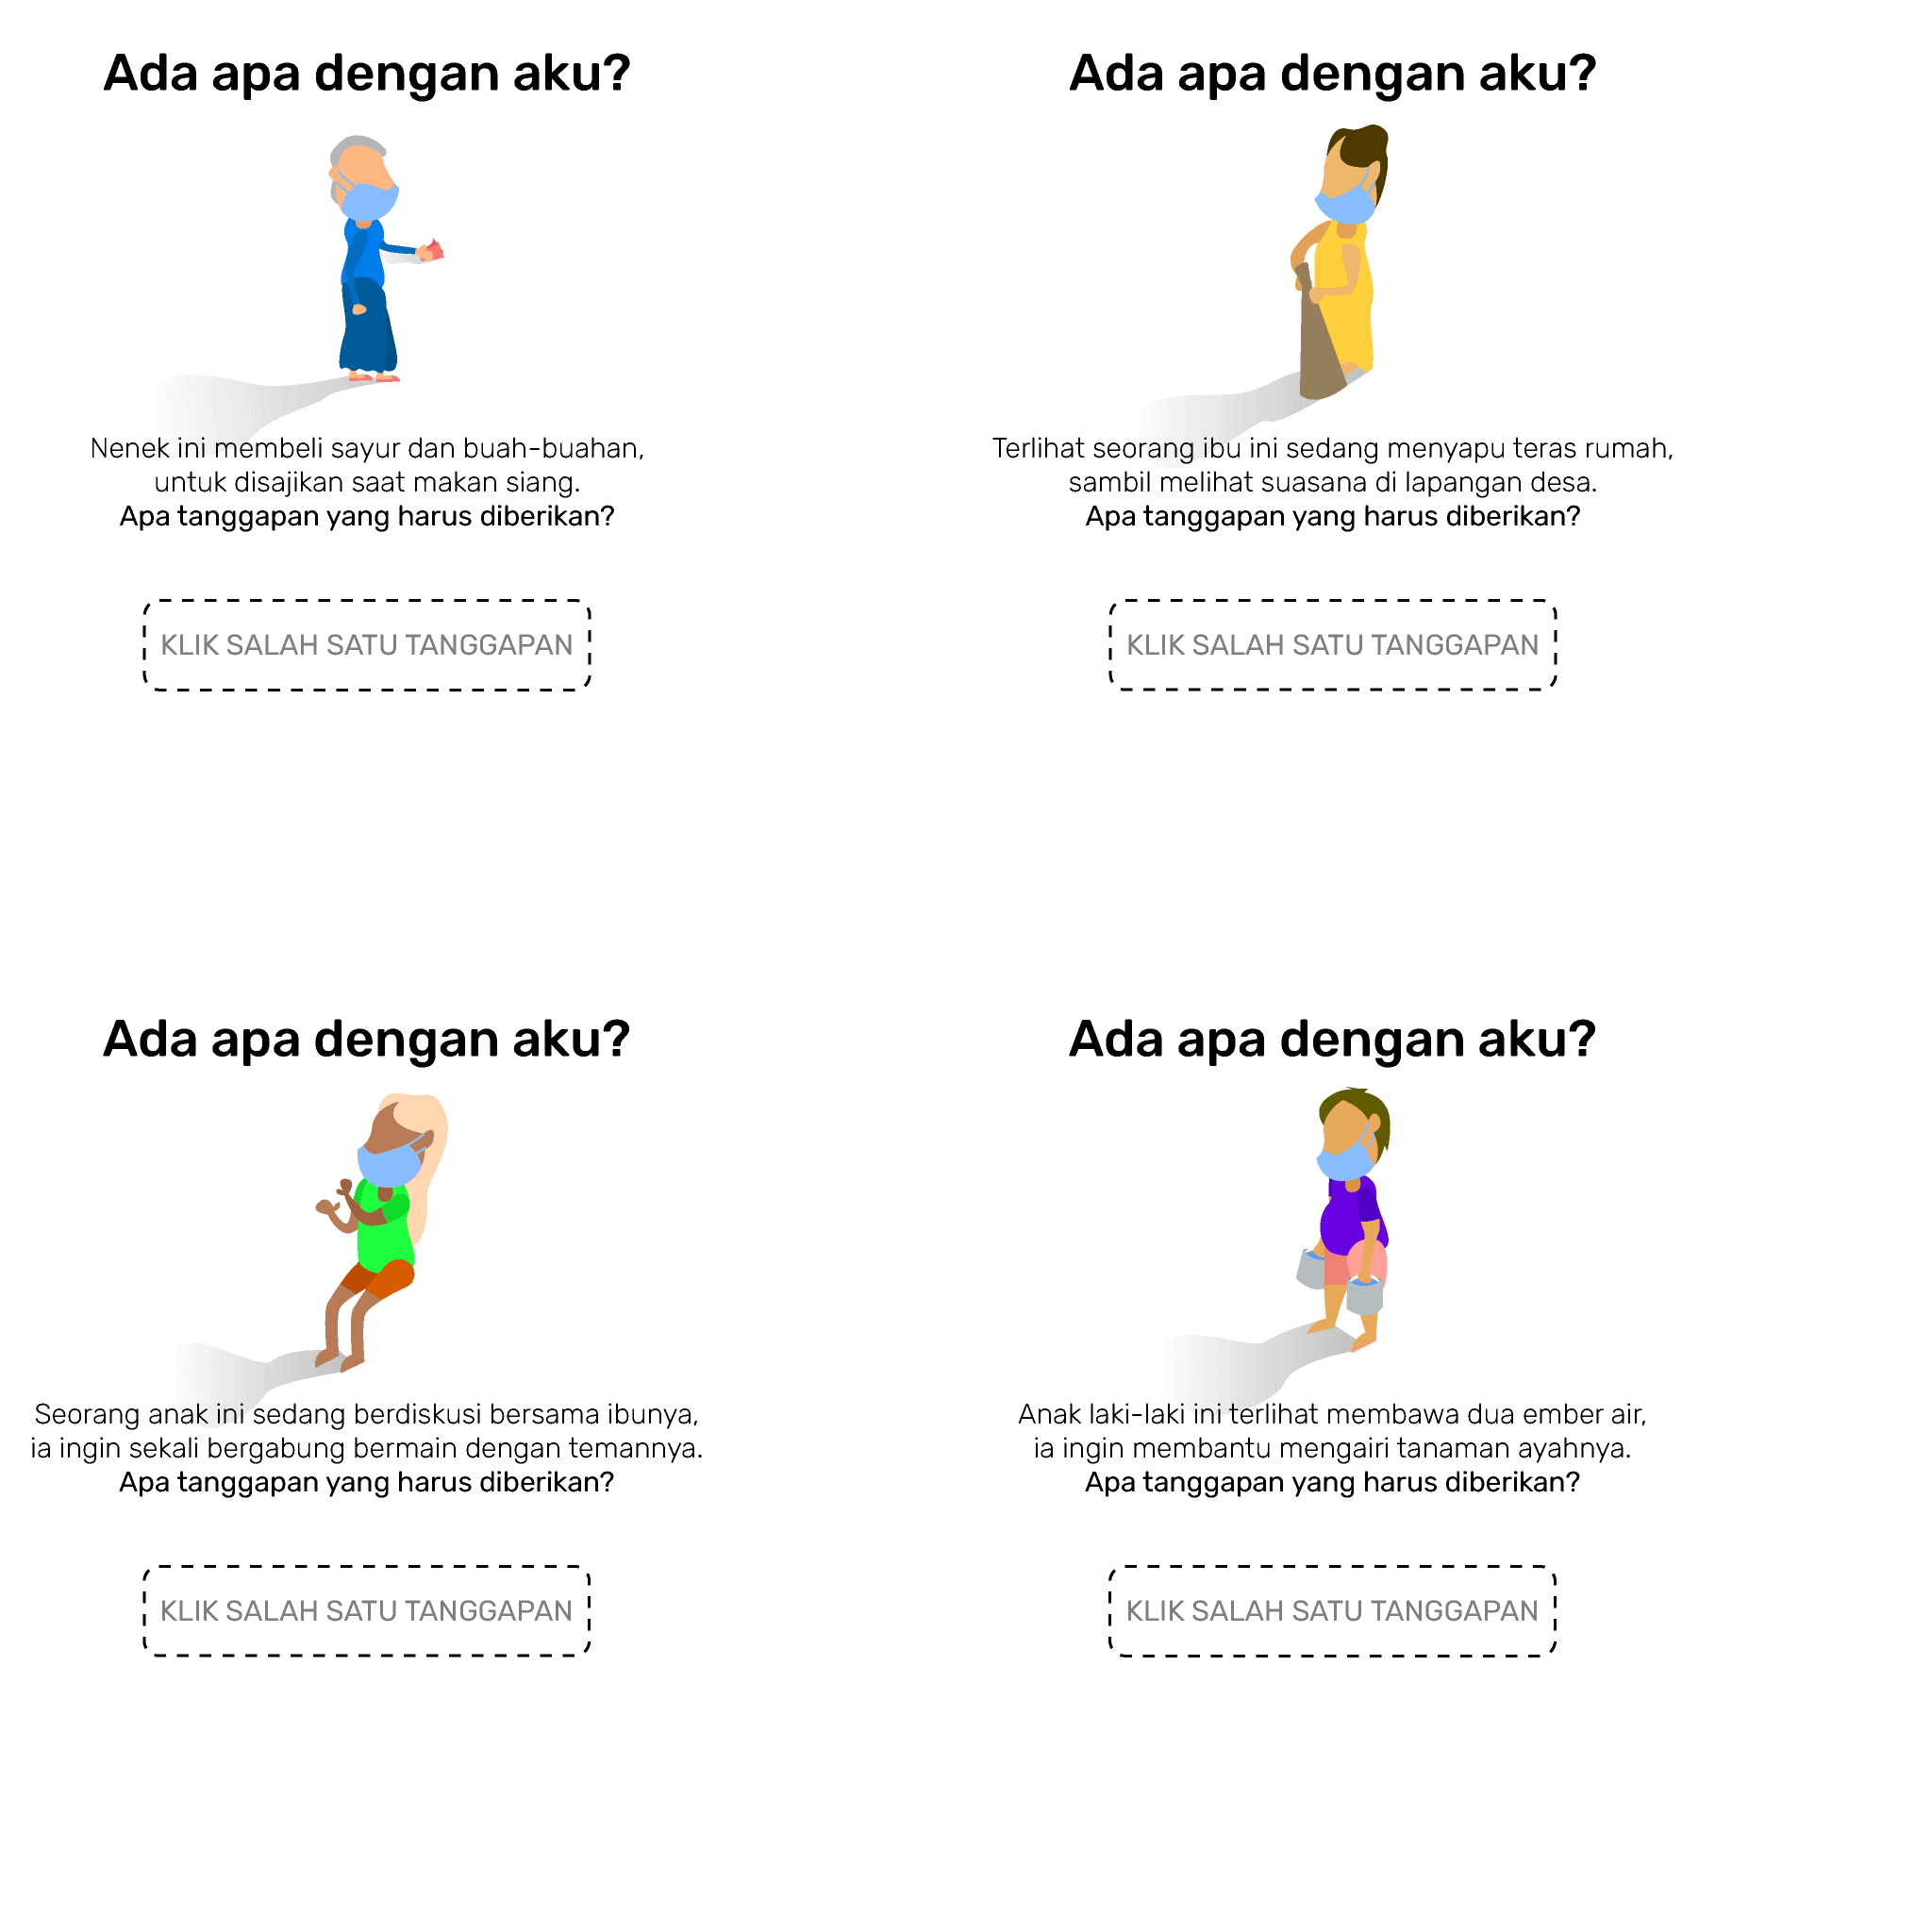 Ada apa dengan aku?
Nenek ini membeli sayur dan buah-buahan,
untuk disajikan saat makan siang.
Apa tanggapan yang harus diberikan?
KLIK SALAH SATU TANGGAPAN
Ada apa dengan aku?
Terlihat seorang ibu ini sedang menyapu teras rumah,
sambil melihat suasana di lapangan desa.
Apa tanggapan yang harus diberikan?
KLIK SALAH SATU TANGGAPAN
Ada apa dengan aku?
Seorang anak ini sedang berdiskusi bersama ibunya,
ia ingin sekali bergabung bermain dengan temannya.
Apa tanggapan yang harus diberikan?
KLIK SALAH SATU TANGGAPAN
Ada apa dengan aku?
Anak laki-laki ini terlihat membawa dua ember air,
ia ingin membantu mengairi tanaman ayahnya.
Apa tanggapan yang harus diberikan?
KLIK SALAH SATU TANGGAPAN